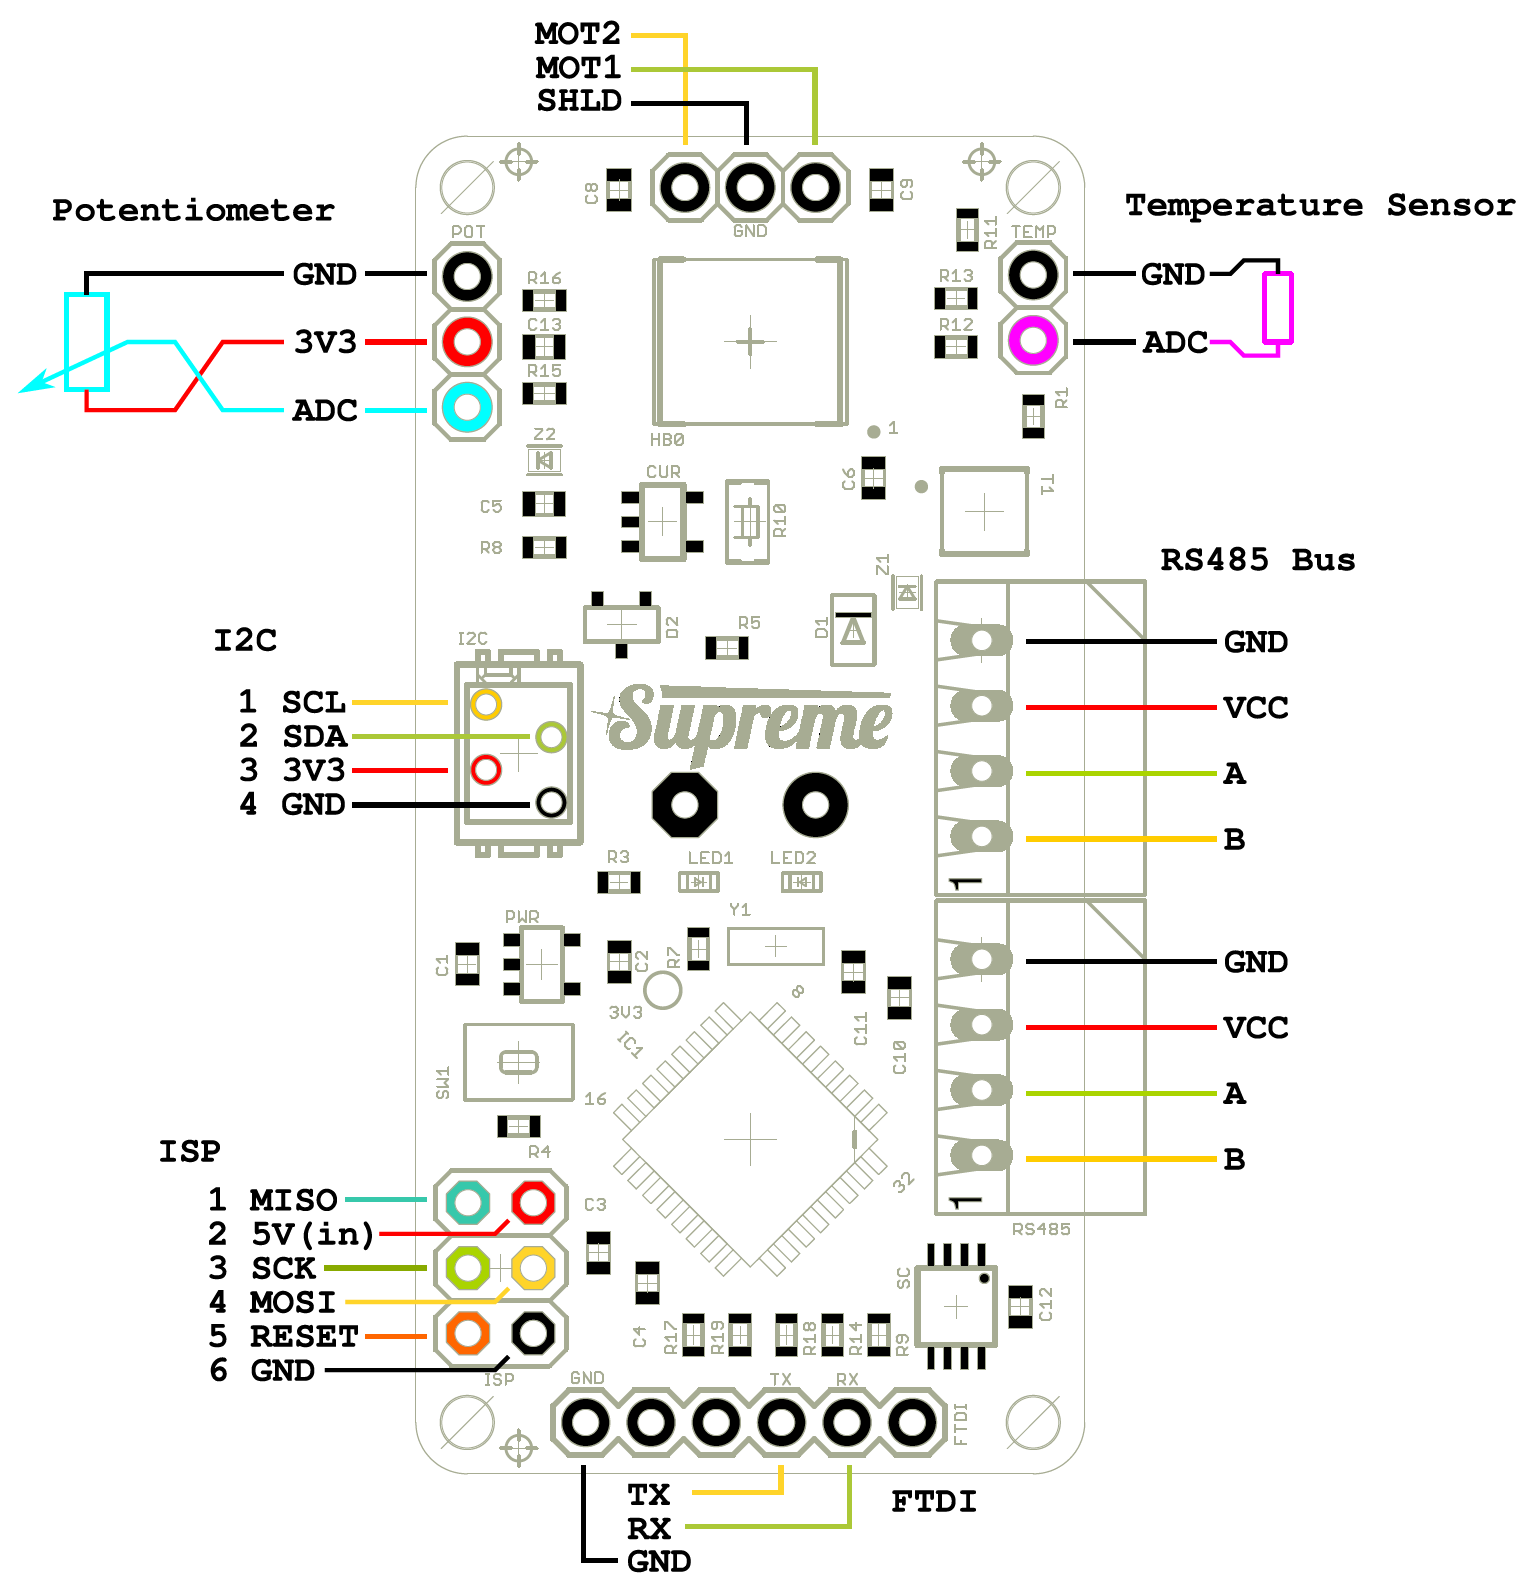 MOT2
MOT1
SHLD
Potentiometer
Temperature Sensor
C8
C9
R11
POT
GND
TEMP
GND
GND
R16
R13
3V3
C13
R12
ADC
ADC
R15
R1
Z2
HB0
1
CUR
C6
T1
C5
R10
R8
Z1
RS485 Bus
D2
R5
D1
I2C
I2C
GND
1 SCL
2 SDA
3 3V3
4 GND
Supreme
VCC
A
B
R3
LED1
LED2
1
PWR
Y1
C1
C2
R7
GND
8
3V3
C11
C10
IC1
VCC
SW1
16
A
R4
B
ISP
32
1
1 MISO
2 5V(in)
3 SCK
4 MOSI
5 RESET
6 GND
C3
RS485
SC
C12
C4
R17
R19
R18
R14
R9
ISP
GND
TX
RX
FTDI
TX
RX
GND
FTDI